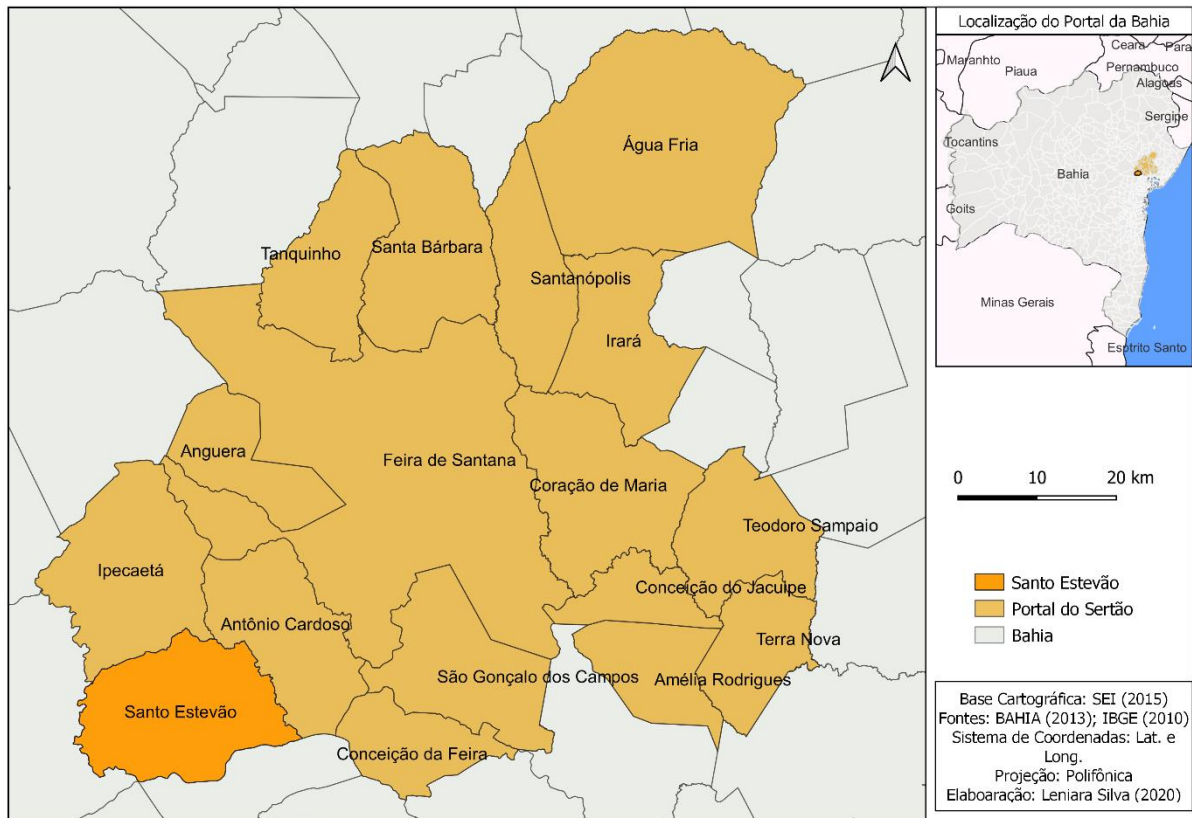 Água Fria
Tanquinho
Santa Bárbara
Santanópolis
Irará
Anguera
Feira de Santana
Coração de Maria
Teodoro Sampaio
Ipecaetá
Conceição do Jacuipe
Antônio Cardoso
Terra Nova
São Gonçalo dos Campos
Amélia Rodrigues
Santo Estevão
Conceição da Feira
Localização do Portal da Bahia
Ceara
Para
Maranhto
Piaua
Pernambuco
Alagoas
Sergipe
Tocantins
Bahia
Goits
Minas Gerais
Esptrito Santo
0 10 20 km
Santo Estevão
Portal do Sertão
Bahia
Base Cartográfica: SEI (2015)
Fontes: BAHIA (2013); IBGE (2010)
Sistema de Coordenadas: Lat. e
Long.
Projeção: Polifônica
Elaboaração: Leniara Silva (2020)